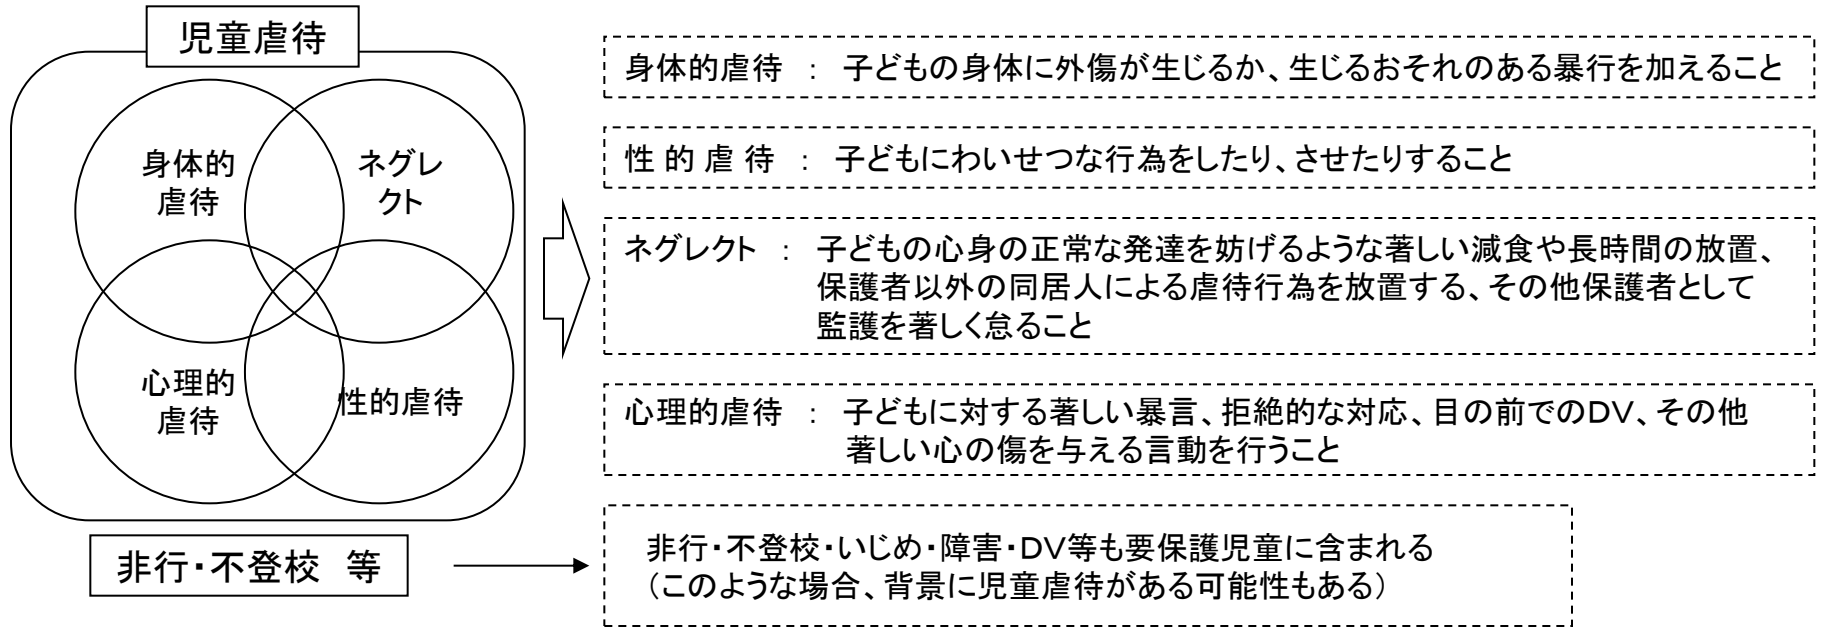 児童虐待
身体的
虐待
ネグレ
クト
心理的
虐待
性的虐待
非行・不登校　等
身体的虐待　：　子どもの身体に外傷が生じるか、生じるおそれのある暴行を加えること
性 的 虐 待　：　子どもにわいせつな行為をしたり、させたりすること
ネグレクト　：　子どもの心身の正常な発達を妨げるような著しい減食や長時間の放置、
保護者以外の同居人による虐待行為を放置する、その他保護者として
監護を著しく怠ること
心理的虐待　：　子どもに対する著しい暴言、拒絶的な対応、目の前でのＤＶ、その他
著しい心の傷を与える言動を行うこと
非行・不登校・いじめ・障害・ＤＶ等も要保護児童に含まれる
（このような場合、背景に児童虐待がある可能性もある）